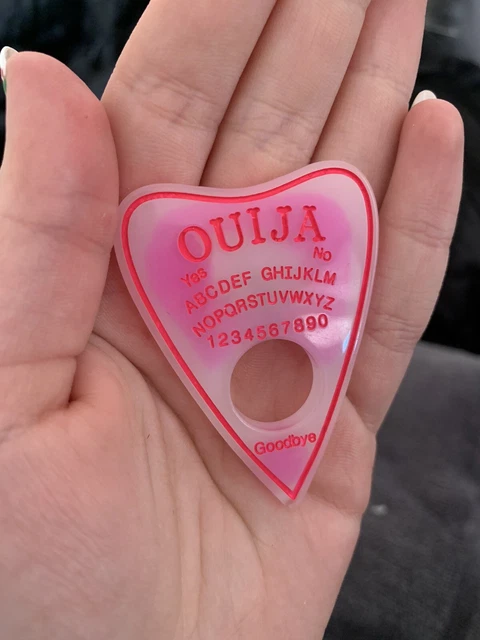 OUIJA
Yes No
ABCDEF GHIJKLM
NOPQRSTUVWXYZ
1234567890
Goodbye